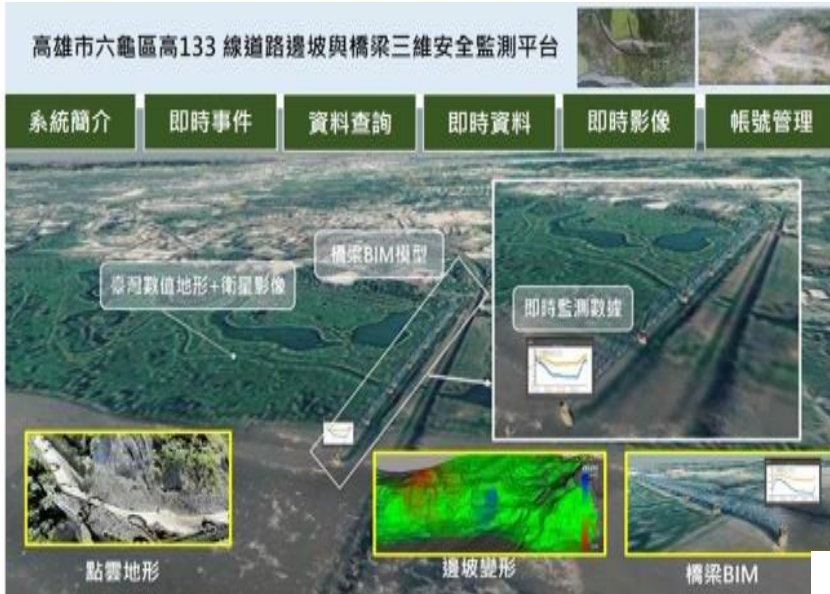 高雄市六龜區高133 線道路邊坡與橋梁三維安全監測平台
系統簡介
即時事件
資料查詢
即時資料
即時影像
帳號管理
橋梁BIM模型
臺灣數值地形+衛星影像
即時監測數據
點雲地形
邊坡變形
橋梁BIM